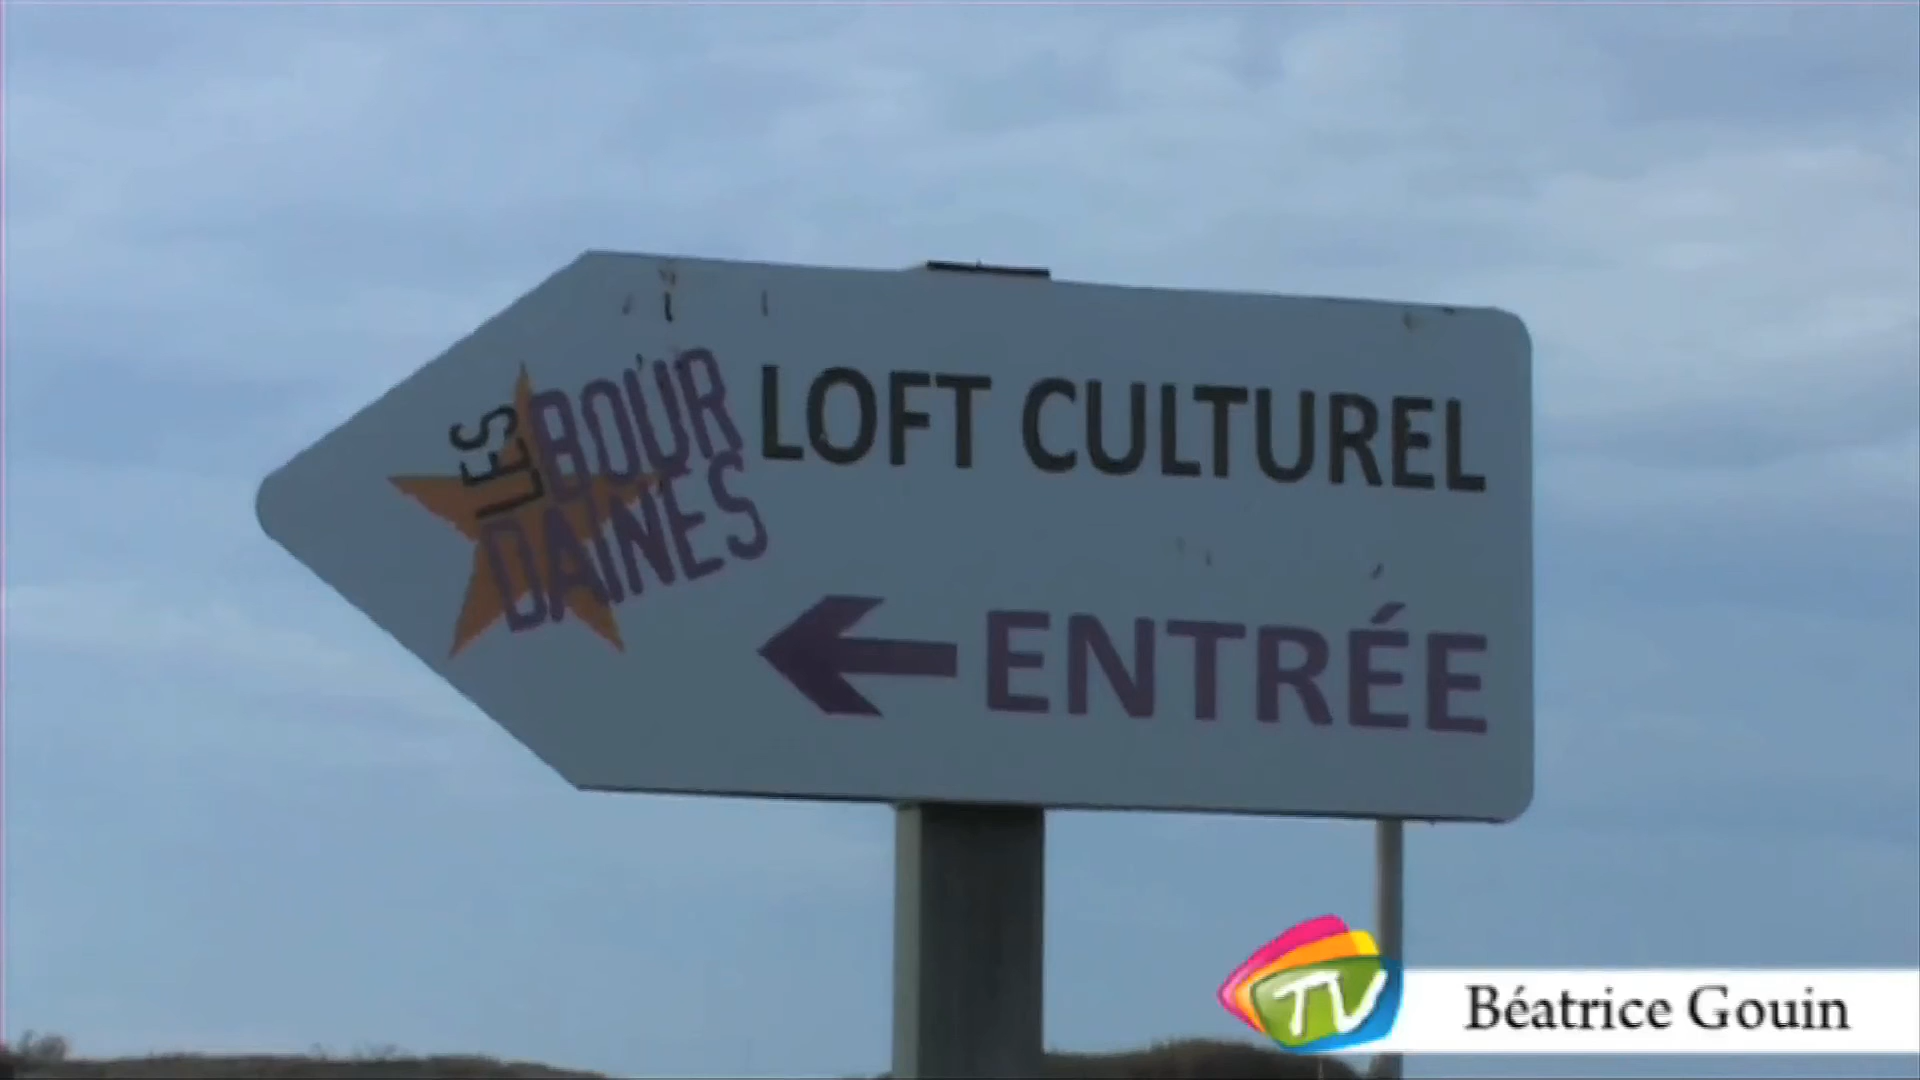 LES
BOUR
DAINES
LOFT CULTUREL
ENTRÉE
TV
Béatrice Gouin